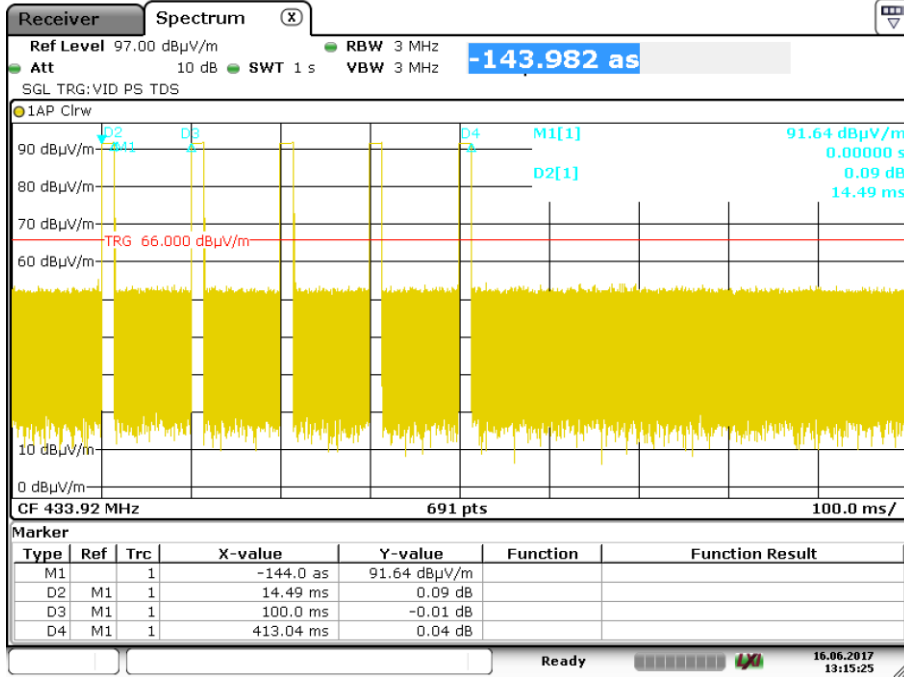 Receiver Spectrum X
Ref Level 97.00 dBµV/m RBW 3 MHz
Att 10 dB SWT 1 s VBW 3 MHz
-143.982 as
SGL TRG:VID PS TDS
1AP Clrw
D2 D3 D4 M1[1] 91.64 dBµV/m
M1
0.00000 s
90 dBµV/m
D2[1] 0.09 dB
80 dBµV/m 14.49 ms
70 dBµV/m
TRG 66.000 dBµV/m
60 dBµV/m
10 dBµV/m
0 dBµV/m
CF 433.92 MHz 691 pts 100.0 ms/
Marker
Type Ref Trc X-value Y-value Function Function Result
M1 1 -144.0 as 91.64 dBµV/m
D2 M1 1 14.49 ms 0.09 dB
D3 M1 1 100.0 ms -0.01 dB
D4 M1 1 413.04 ms 0.04 dB
Ready LXI 16.06.2017
13:15:25